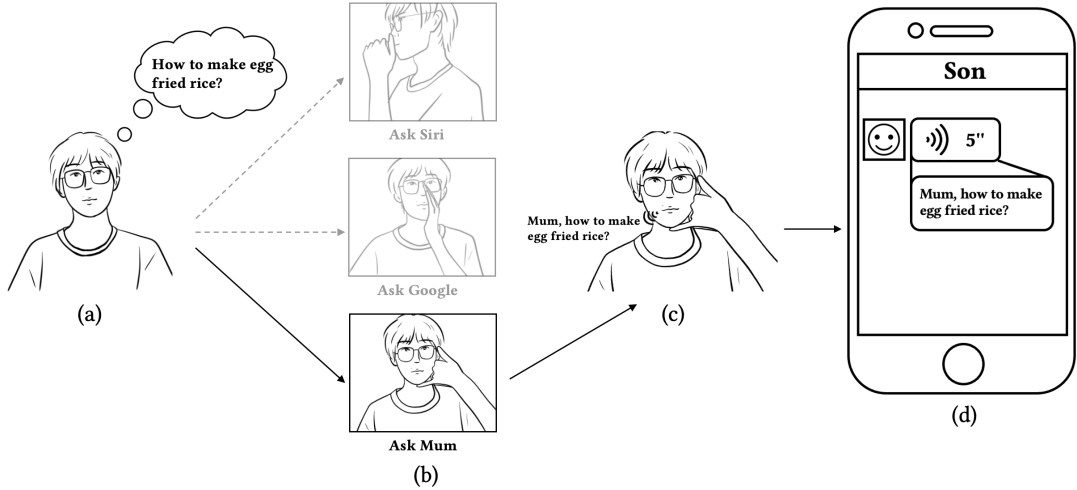 How to make egg
fried rice?
(a)
Ask Siri
Ask Google
Ask Mum
(b)
Mum, how to make
egg fried rice?
(c)
Son
5"
Mum, how to make
egg fried rice?
(d)